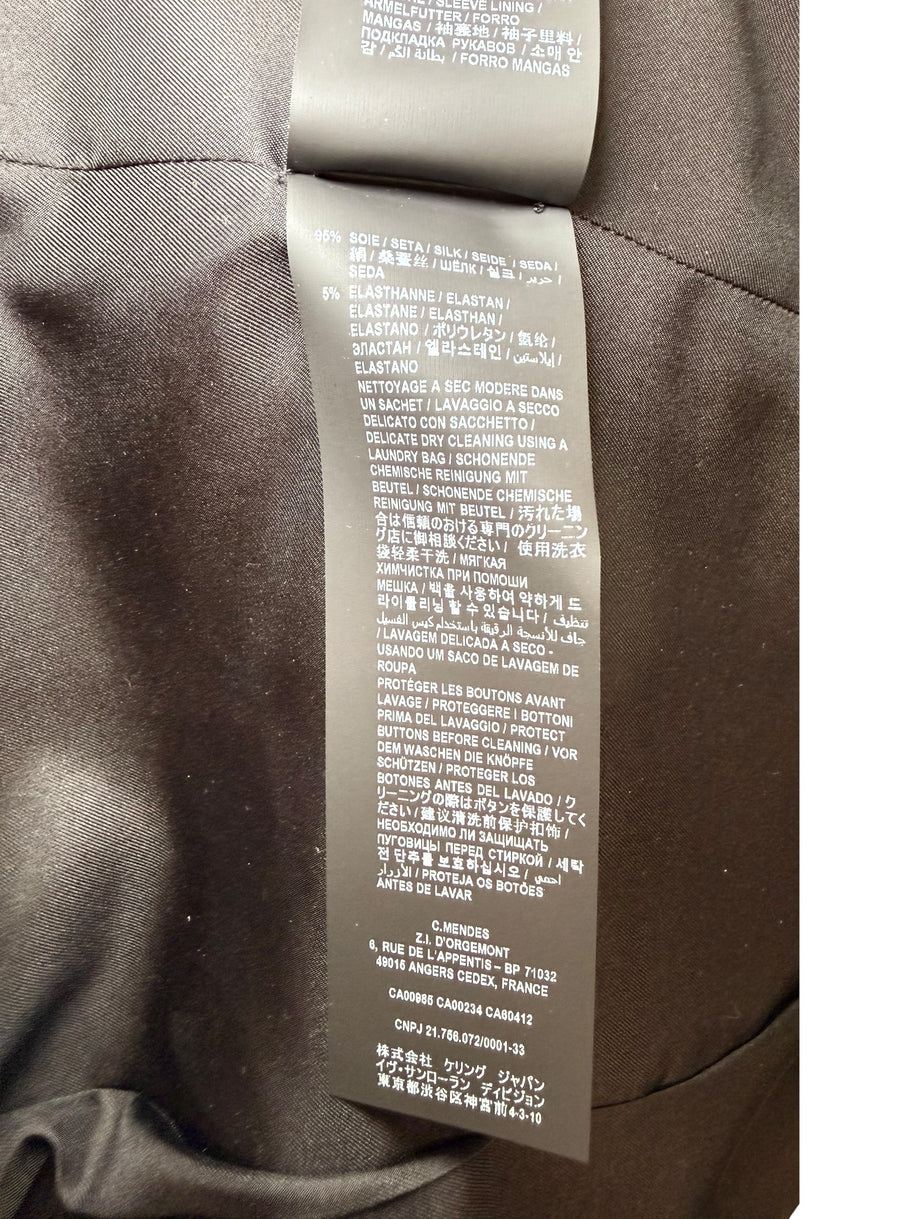 / SLEEVE LINING /
ARMELFUTTER / FORRO
MANGAS / 袖裏地 / 袖子里料 /
ПОДКЛАДКА РУКАВОВ / 소매 안
감 / بطانة الكم / FORRO MANGAS
95% SOIE / SETA / SILK / SEIDE / SEDA /
絹 / 桑蚕丝 / ШЁЛК / 실크 / حرير /
SEDA
5% ELASTHANNE / ELASTAN /
ELASTANE / ELASTHAN /
ELASTANO / ポリウレタン / 氨纶 /
ЭЛАСТАН / 엘라스테인 / إيلاستين /
ELASTANO
NETTOYAGE A SEC MODERE DANS
UN SACHET / LAVAGGIO A SECCO
DELICATO CON SACCHETTO /
DELICATE DRY CLEANING USING A
LAUNDRY BAG / SCHONENDE
CHEMISCHE REINIGUNG MIT
BEUTEL / SCHONENDE CHEMISCHE
REINIGUNG MIT BEUTEL / 汚れた場
合は信頼のおける専門のクリーニン
グ店に御相談ください / 使用洗衣
袋轻柔干洗 / МЯГКАЯ
ХИМЧИСТКА ПРИ ПОМОШИ
МЕШКА / 백을 사용하여 약하게 드
라이클리닝 할 수 있습니다 / تنظيف
جاف للأنسجة الرقيقة باستخدام كيس الغسيل
/ LAVAGEM DELICADA A SECO -
USANDO UM SACO DE LAVAGEM DE
ROUPA
PROTÉGER LES BOUTONS AVANT
LAVAGE / PROTEGGERE I BOTTONI
PRIMA DEL LAVAGGIO / PROTECT
BUTTONS BEFORE CLEANING / VOR
DEM WASCHEN DIE KNÖPFE
SCHÜTZEN / PROTEGER LOS
BOTONES ANTES DEL LAVADO / ク
リーニングの際はボタンを保護してく
ださい / 建议清洗前保护扣饰 /
НЕОБХОДИМО ЛИ ЗАЩИЩАТЬ
ПУГОВИЦЫ ПЕРЕД СТИРКОЙ / 세탁
전 단추를 보호하십시오 / احمي
الأزرار / PROTEJA OS BOTÕES
ANTES DE LAVAR
C.MENDES
Z.I. D'ORGEMONT
6, RUE DE L'APPENTIS – BP 71032
49015 ANGERS CEDEX, FRANCE
CA00985 CA00234 CA60412
CNPJ 21.756.072/0001-33
株式会社 ケリング ジャパン
イヴ・サンローラン ディビジョン
東京都渋谷区神宮前4-3-10